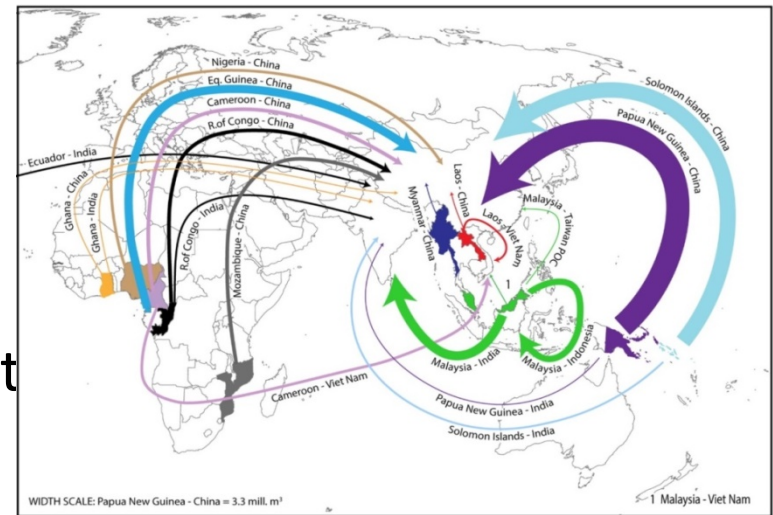 Nigeria - China
Eq. Guinea - China
Cameroon - China
R.of Congo - China
Ecuador - India
Ghana - China
Ghana - India
R.of Congo - India
Mozambique - China
Solomon Islands - China
Papua New Guinea - China
Laos - China
Myanmar - China
Laos - Viet Nam
Malaysia - Taiwan POC
1
t
Malaysia - India
Malaysia - Indonesia
Cameroon - Viet Nam
Papua New Guinea - India
Solomon Islands - India
WIDTH SCALE: Papua New Guinea - China = 3.3 mill. m³
1 Malaysia - Viet Nam